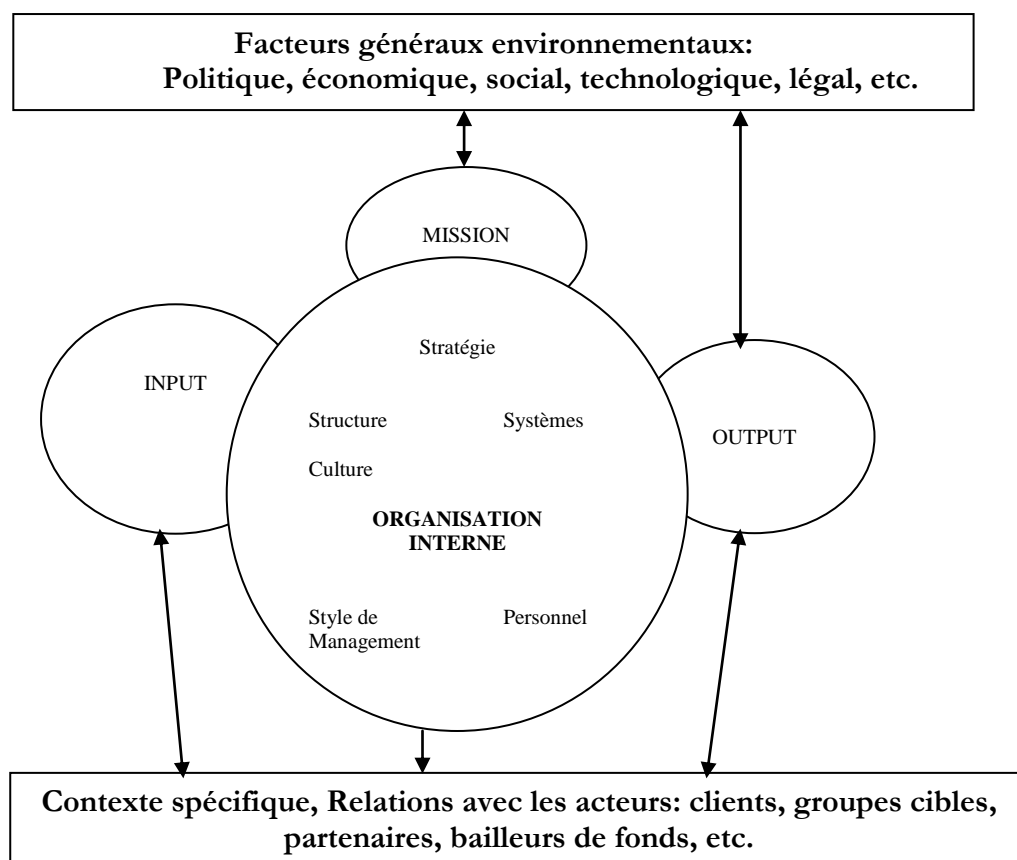 Facteurs généraux environnementaux:
Politique, économique, social, technologique, légal, etc.
MISSION
Stratégie
INPUT
Structure
Systèmes
OUTPUT
Culture
ORGANISATION
INTERNE
Style de
Management
Personnel
Contexte spécifique, Relations avec les acteurs: clients, groupes cibles,
partenaires, bailleurs de fonds, etc.